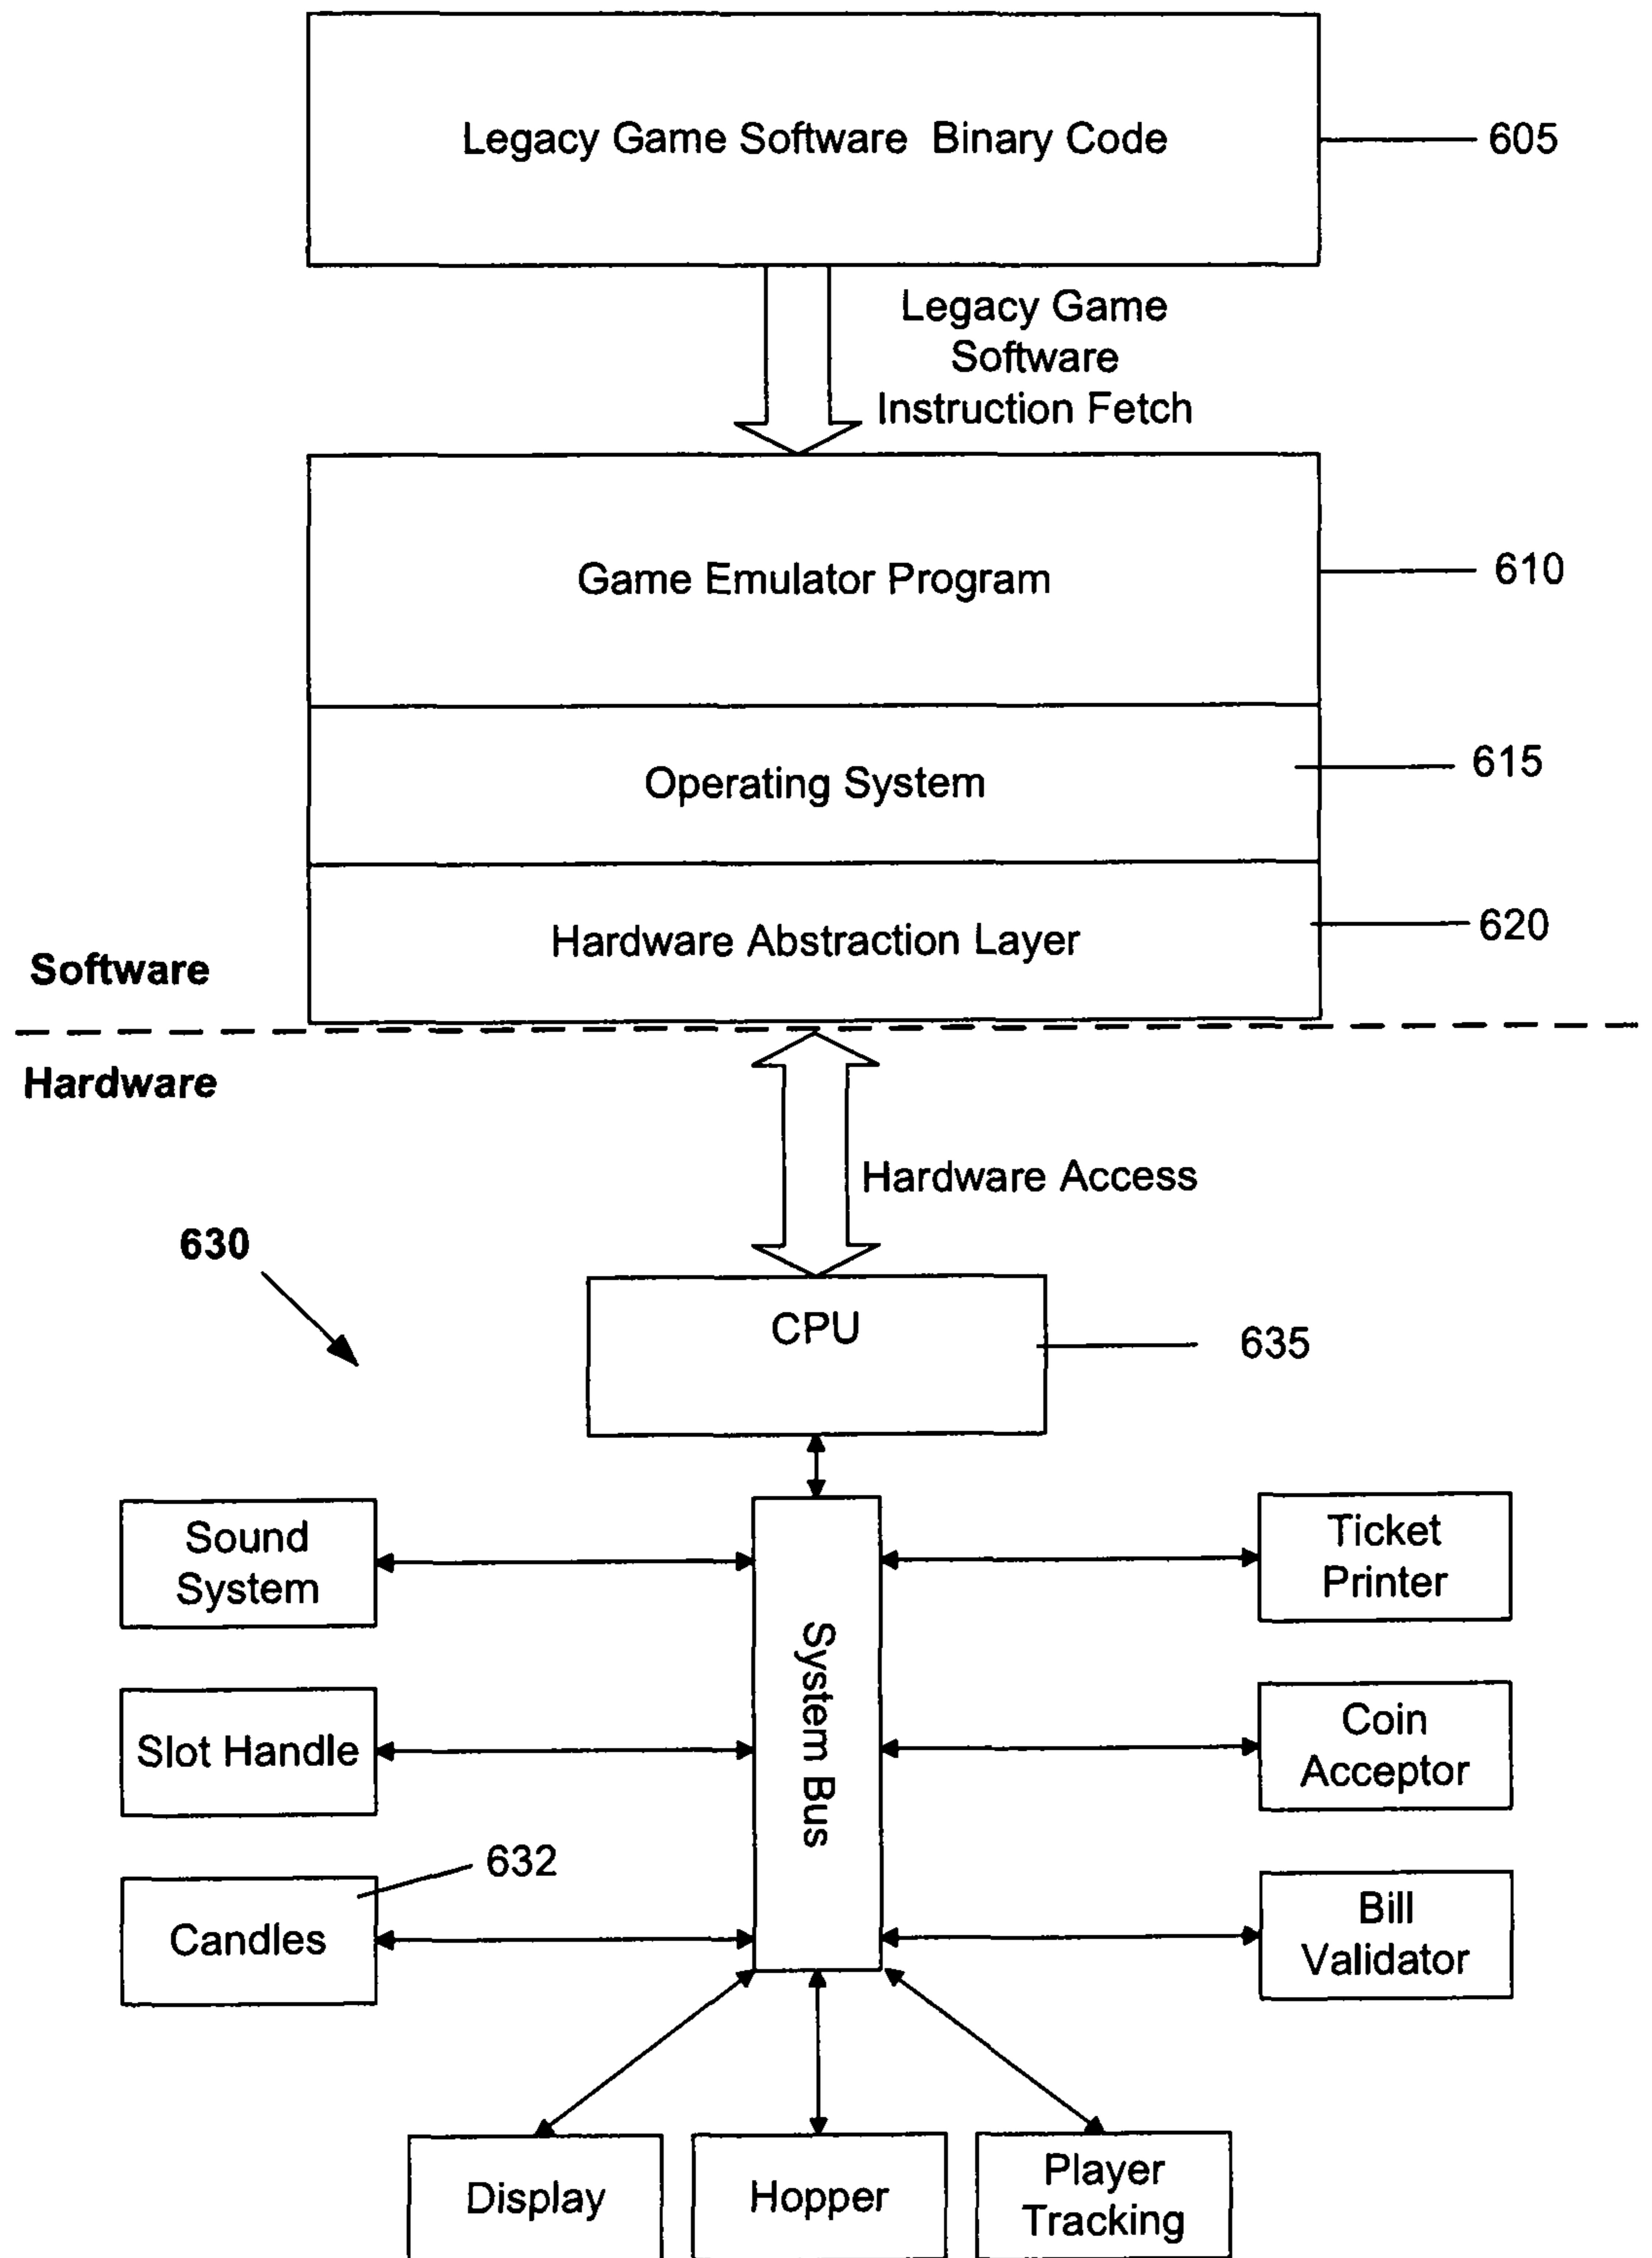 Legacy Game Software Binary Code
605
Legacy Game
Software
Instruction Fetch
Game Emulator Program
610
Operating System
615
Hardware Abstraction Layer
620
Software
Hardware
Hardware Access
630
CPU
635
Sound
System
Ticket
Printer
System Bus
Slot Handle
Coin
Acceptor
632
Candles
Bill
Validator
Display
Hopper
Player
Tracking